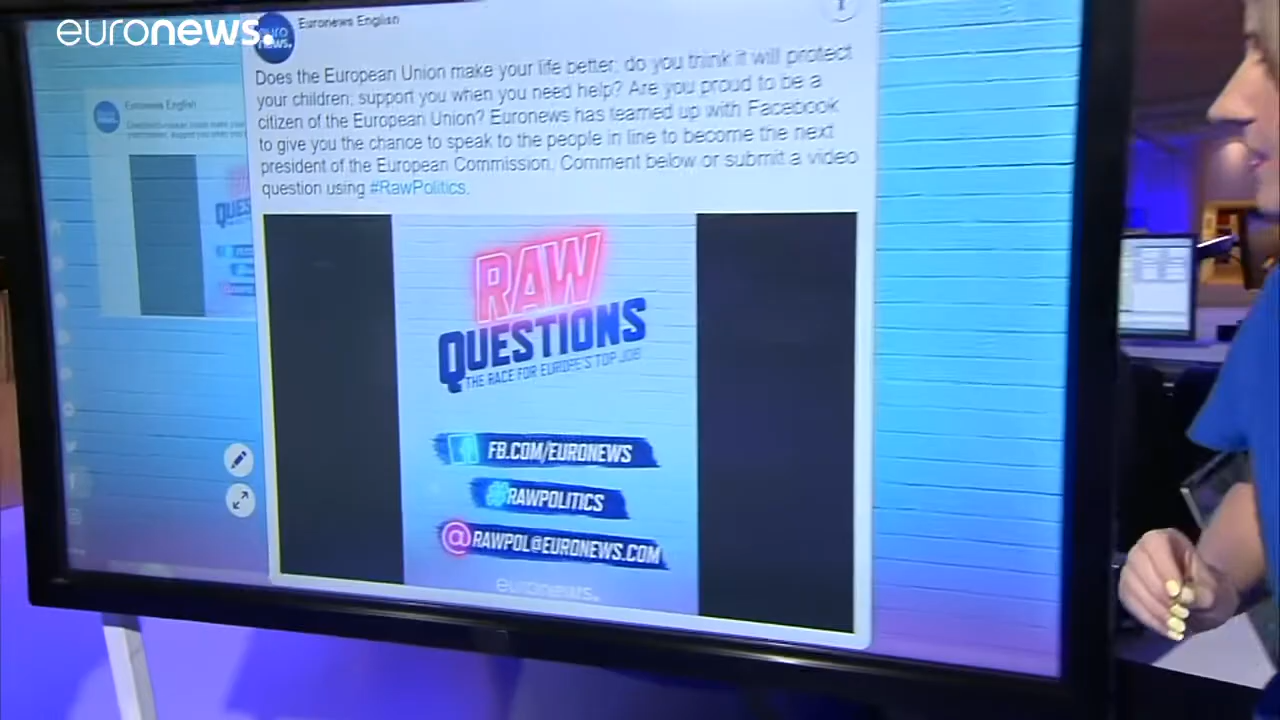 euronews.
euro
news.
Euronews English
Does the European Union make your life better, do you think it will protect
your children, support you when you need help? Are you proud to be a
citizen of the European Union? Euronews has teamed up with Facebook
to give you the chance to speak to the people in line to become the next
president of the European Commission. Comment below or submit a video
question using #RawPolitics.
Euronews English
RAW
QUESTIONS
THE RACE FOR EUROPE'S TOP JOB
FB.COM/EURONEWS
#RAWPOLITICS
@ RAWPOL@EURONEWS.COM
euronews.